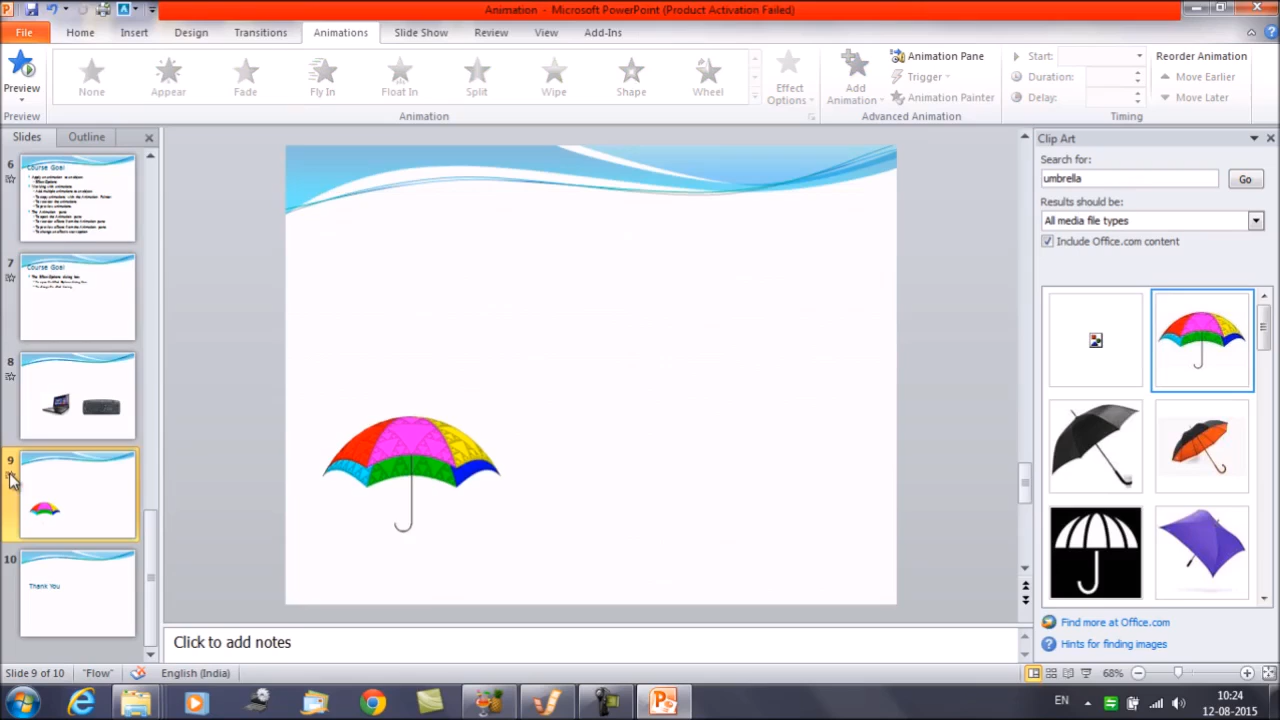 Animation - Microsoft PowerPoint (Product Activation Failed)
File Home Insert Design Transitions Animations Slide Show Review View Add-Ins
Preview
None Appear Fade Fly In Float In Split Wipe Shape Wheel
Effect Options
Add Animation
Animation Pane
Trigger
Animation Painter
Start:
Duration:
Delay:
Reorder Animation
Move Earlier
Move Later
Preview Animation Advanced Animation Timing
Slides Outline
6
Course Goal
7
Course Goal
8
9
10
Thank You
Clip Art
Search for:
umbrella
Go
Results should be:
All media file types
Include Office.com content
Find more at Office.com
Hints for finding images
Click to add notes
Slide 9 of 10 "Flow" English (India) 68%
EN 10:24
12-08-2015